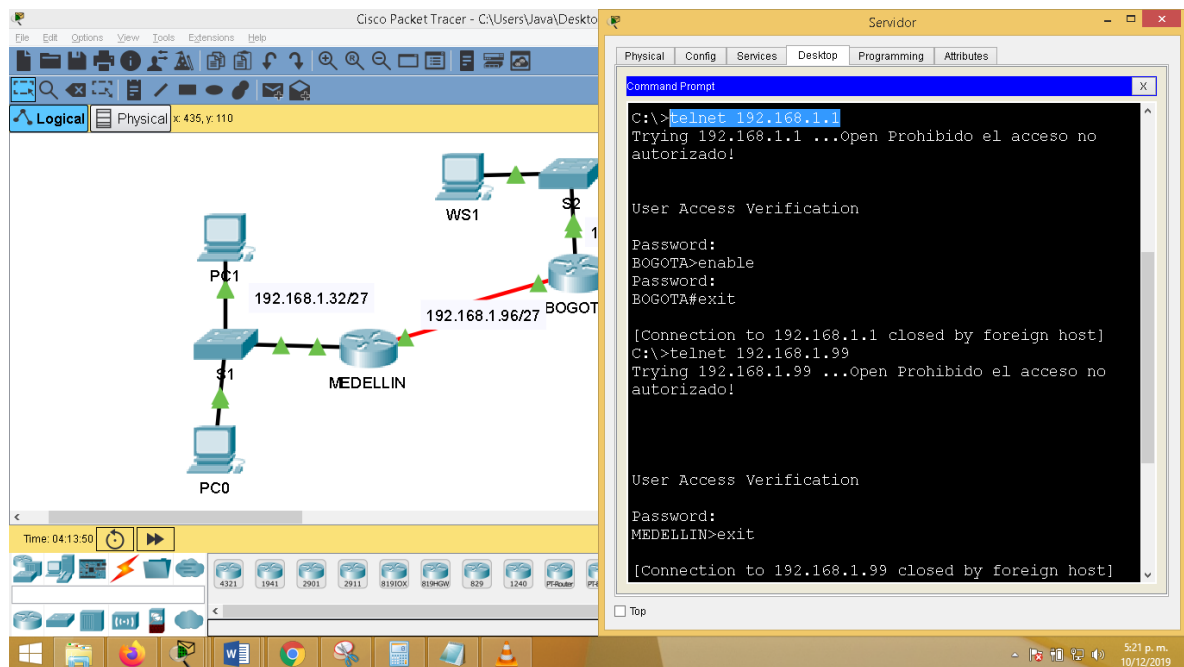 Cisco Packet Tracer - C:\Users\Java\Deskto
File Edit Options View Tools Extensions Help
Logical Physical x: 435, y: 110
WS1
S2
1
PC1
192.168.1.32/27
192.168.1.96/27
BOGOT
S1
MEDELLIN
PC0
Time: 04:13:50
4321 1941 2901 2911 819IOX 819HGW 829 1240 PT-Router
Servidor
Physical Config Services Desktop Programming Attributes
Command Prompt X
C:\>telnet 192.168.1.1
Trying 192.168.1.1 ...Open Prohibido el acceso no
autorizado!
User Access Verification
Password:
BOGOTA>enable
Password:
BOGOTA#exit
[Connection to 192.168.1.1 closed by foreign host]
C:\>telnet 192.168.1.99
Trying 192.168.1.99 ...Open Prohibido el acceso no
autorizado!
User Access Verification
Password:
MEDELLIN>exit
[Connection to 192.168.1.99 closed by foreign host]
Top
5:21 p. m.
10/12/2019